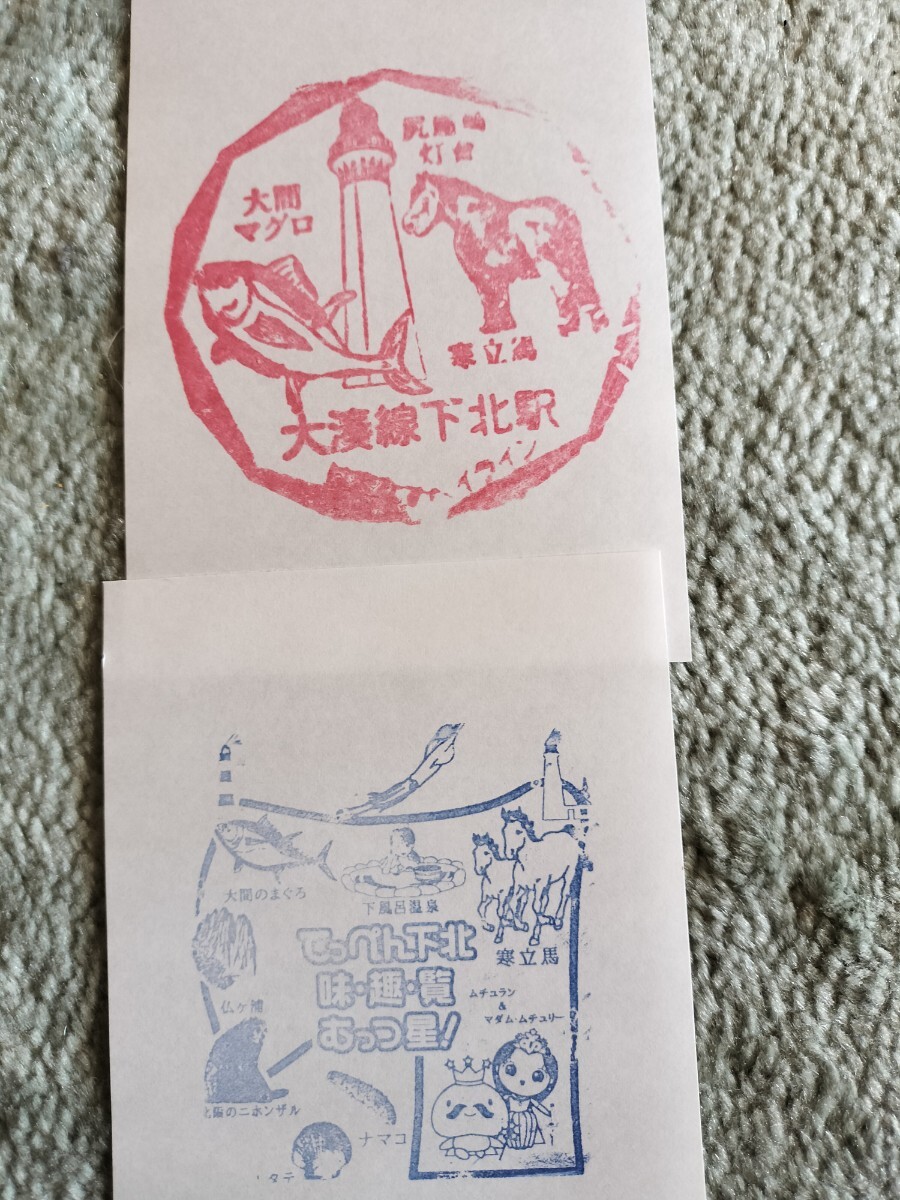 尻屋崎
灯台
大間
マグロ
寒立馬
大湊線下北駅
大間のまぐろ
下風呂温泉
寒立馬
てっぺん下北
味・趣・覧
むっつ星!
仏ヶ浦
ムチュラン
&
マダム・ムチュリー
北限のニホンザル
ナマコ